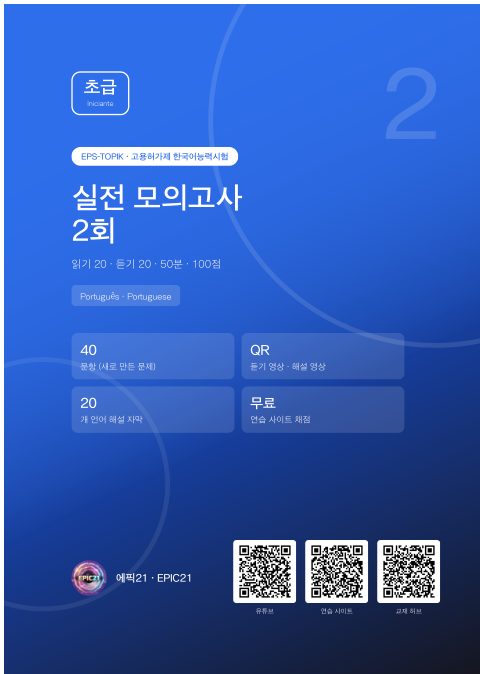 초급
Iniciante
2
EPS-TOPIK · 고용허가제 한국어능력시험
실전 모의고사
2회
읽기 20 · 듣기 20 · 50분 · 100점
Português · Portuguese
40
문항 (새로 만든 문제)
QR
듣기 영상 · 해설 영상
20
개 언어 해설 자막
무료
연습 사이트 채점
EPIC21
에픽21 · EPIC21
유튜브
연습 사이트
교재 허브